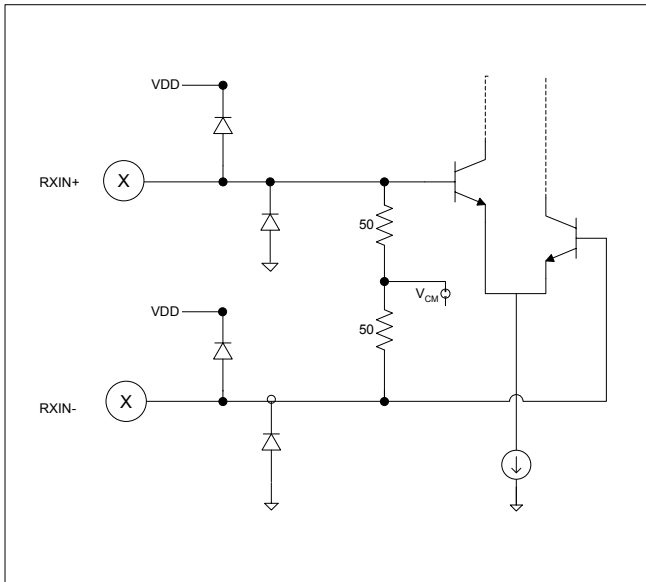 VDD
RXIN+
X
50
V_CM
50
VDD
RXIN-
X